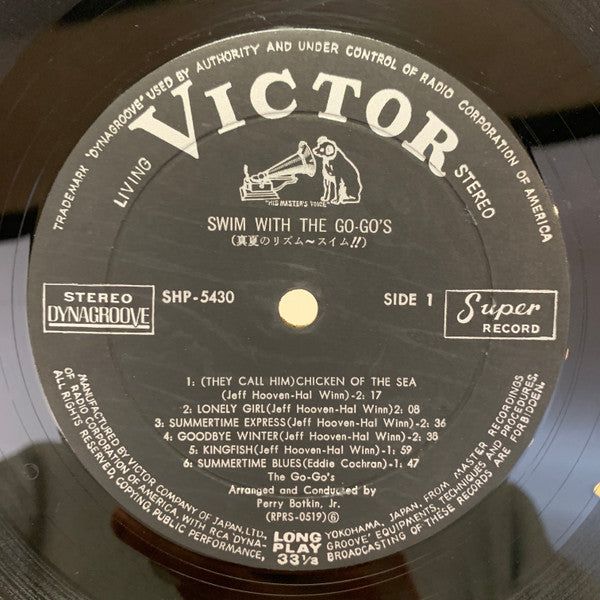 TRADEMARK "DYNAGROOVE" USED BY AUTHORITY AND UNDER CONTROL OF RADIO CORPORATION OF AMERICA
LIVING VICTOR STEREO
"HIS MASTER'S VOICE"
SWIM WITH THE GO-GO'S
(真夏のリズム～スイム!!)
STEREO
DYNAGROOVE
SHP-5430
SIDE 1
Super
RECORD
1: (THEY CALL HIM)CHICKEN OF THE SEA
(Jeff Hooven-Hal Winn)-2: 17
2: LONELY GIRL(Jeff Hooven-Hal Winn)2: 08
3: SUMMERTIME EXPRESS(Jeff Hooven-Hal Winn)-2: 36
4: GOODBYE WINTER(Jeff Hooven-Hal Winn)-2: 38
5: KINGFISH(Jeff Hooven-Hal Winn)-1: 59
6: SUMMERTIME BLUES(Eddie Cochran)-1: 47
The Go-Go's
Arranged and Conducted by
Perry Botkin, Jr.
(RPRS-0519)⑥
LONG
PLAY
33⅓
MANUFACTURED BY VICTOR COMPANY OF JAPAN, LTD., YOKOHAMA, JAPAN, FROM MASTER RECORDINGS
OF RADIO CORPORATION OF AMERICA, WITH RCA 'DYNAGROOVE' EQUIPMENTS, TECHNIQUES AND PROCEDURES,
ALL RIGHTS RESERVED, COPYING, PUBLIC PERFORMANCE, BROADCASTING OF THESE RECORDS ARE FORBIDDEN.